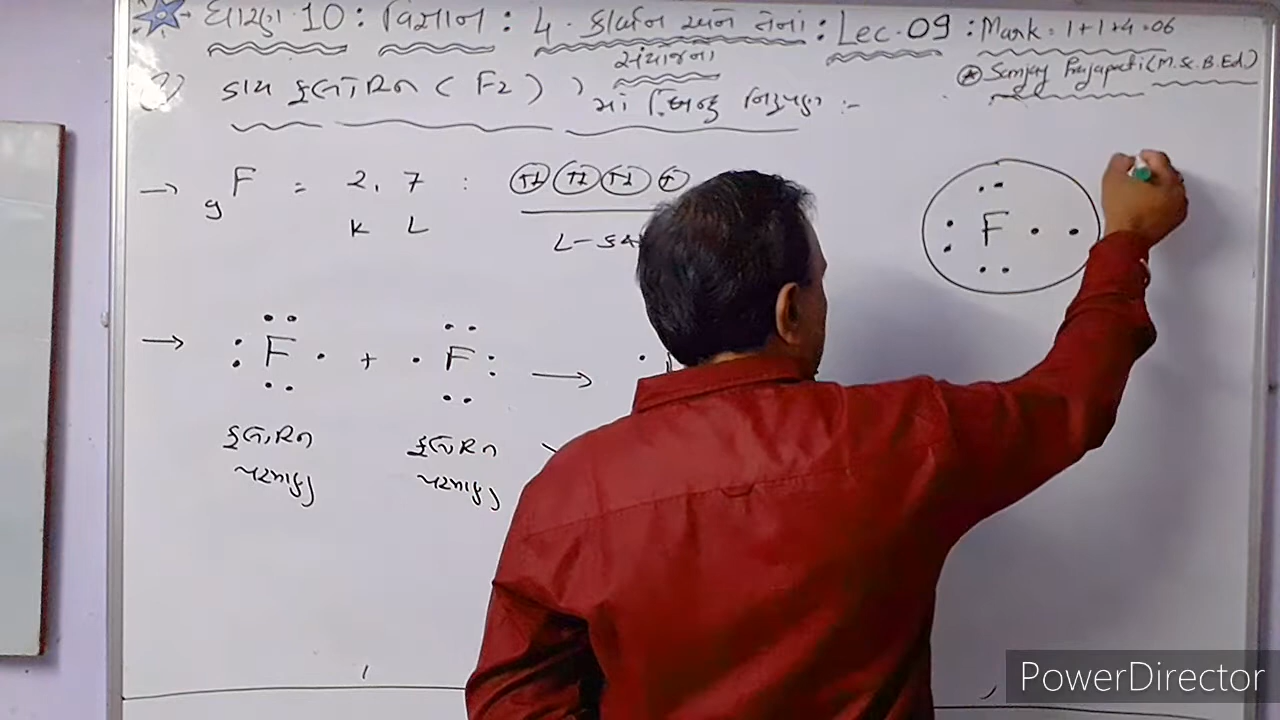 ધોરણ 10 : વિજ્ઞાન : 4. કાર્બન અને તેનાં : Lec. 09 : Mark = 1+1+4=06
સંયોજનો
ડાય ફ્લોરિન ( F2 ) માં બિન્દુ નિરૂપણ :-
Sanjay Prajapati (M.Sc. B.Ed)
→ 9 F = 2, 7 :
K L
L-
F
→ F + F →
ફ્લોરિન ફ્લોરિન
પરમાણુ પરમાણુ
PowerDirector